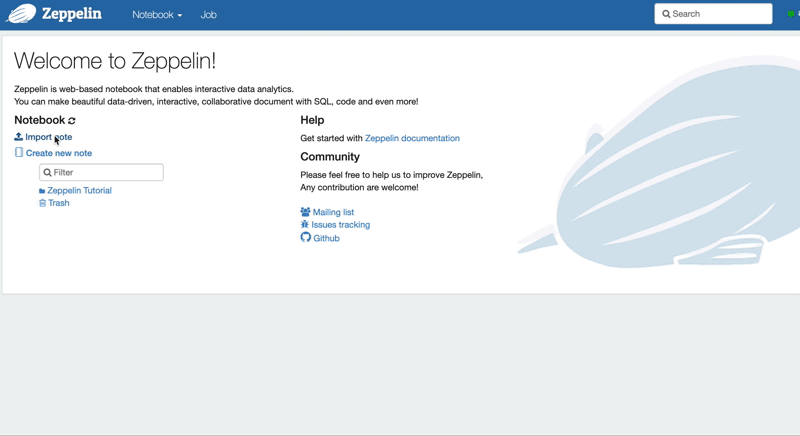 Zeppelin Notebook Job Search
Welcome to Zeppelin!
Zeppelin is web-based notebook that enables interactive data analytics.
You can make beautiful data-driven, interactive, collaborative document with SQL, code and even more!
Notebook
Import note
Create new note
Filter
Zeppelin Tutorial
Trash
Help
Get started with Zeppelin documentation
Community
Please feel free to help us to improve Zeppelin,
Any contribution are welcome!
Mailing list
Issues tracking
Github